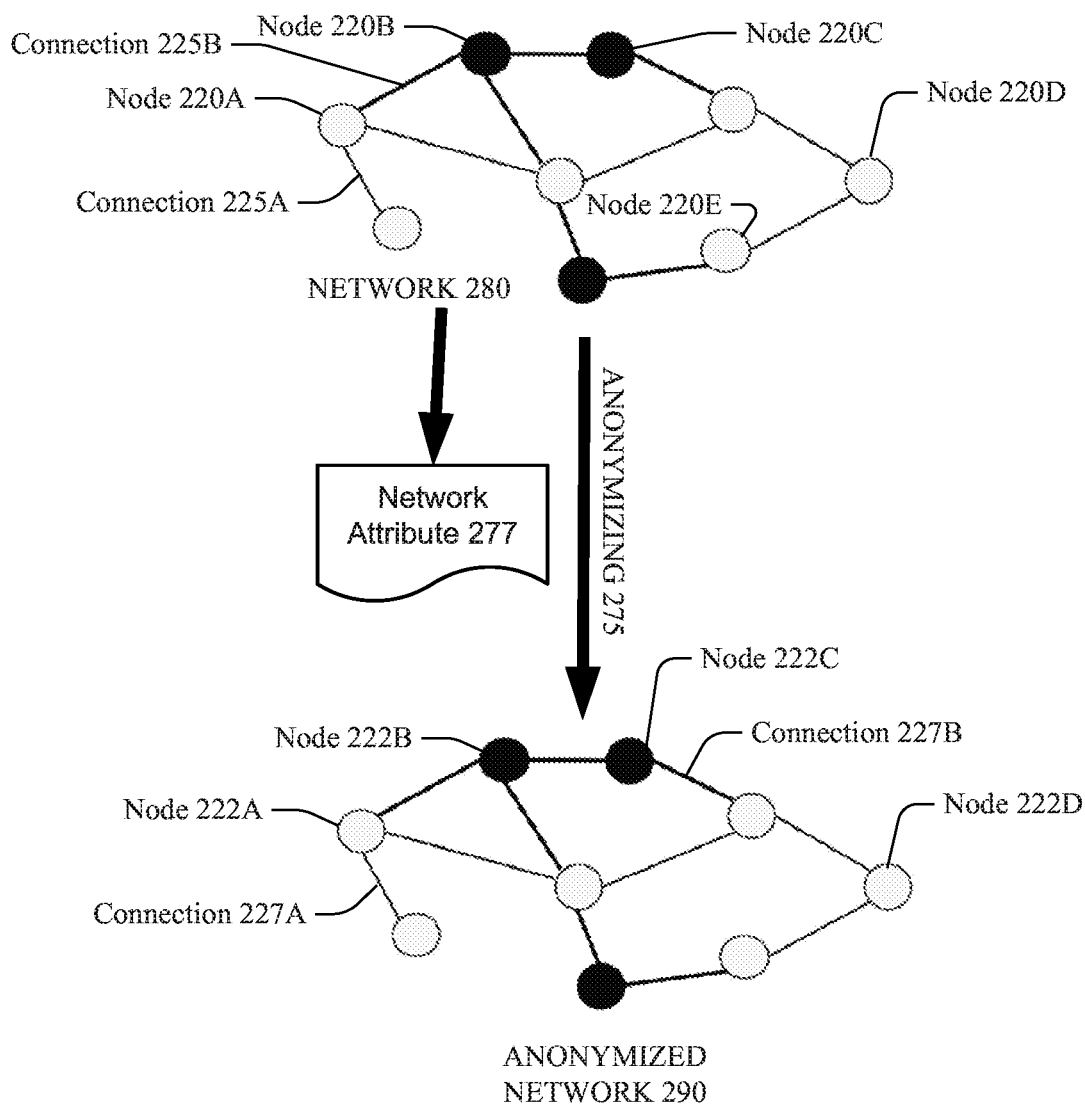 Node 220B
Node 220C
Connection 225B
Node 220A
Node 220D
Connection 225A
Node 220E
NETWORK 280
Network
Attribute 277
ANONYMIZING 275
Node 222C
Node 222B
Connection 227B
Node 222A
Node 222D
Connection 227A
ANONYMIZED
NETWORK 290